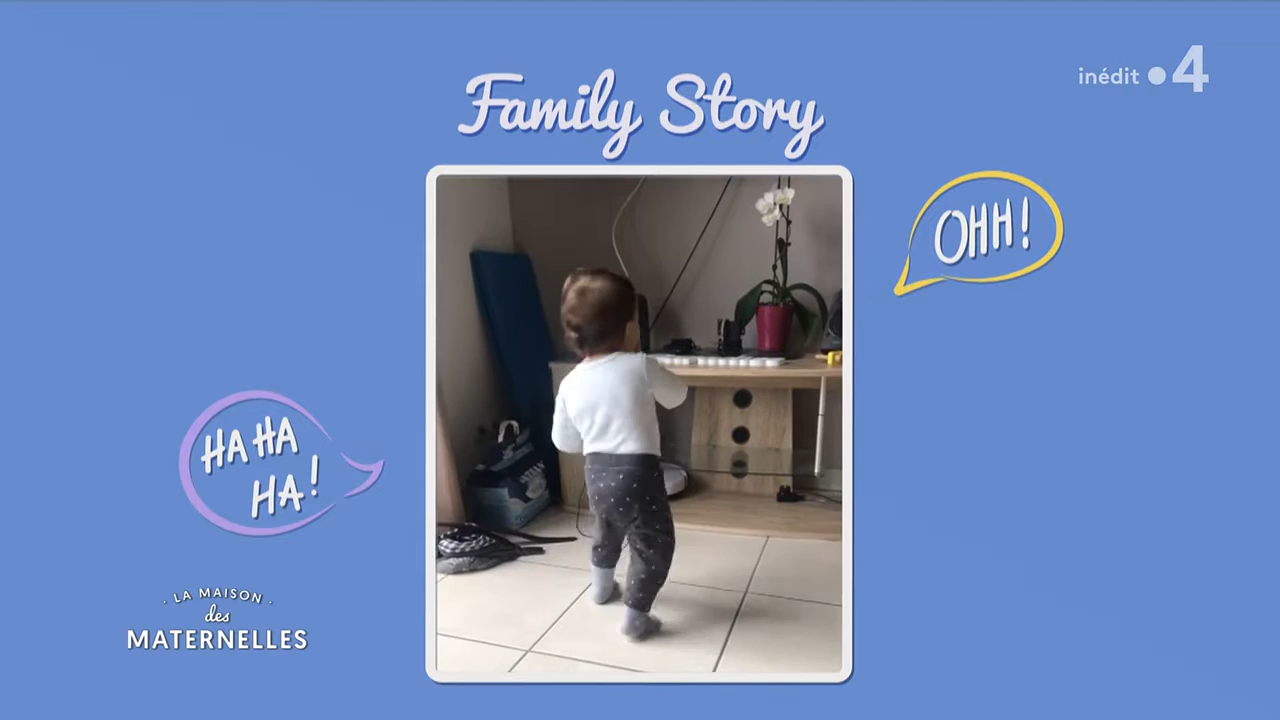 Family Story
inédit 4
OHH!
HA HA
HA!
· LA MAISON ·
des
MATERNELLES